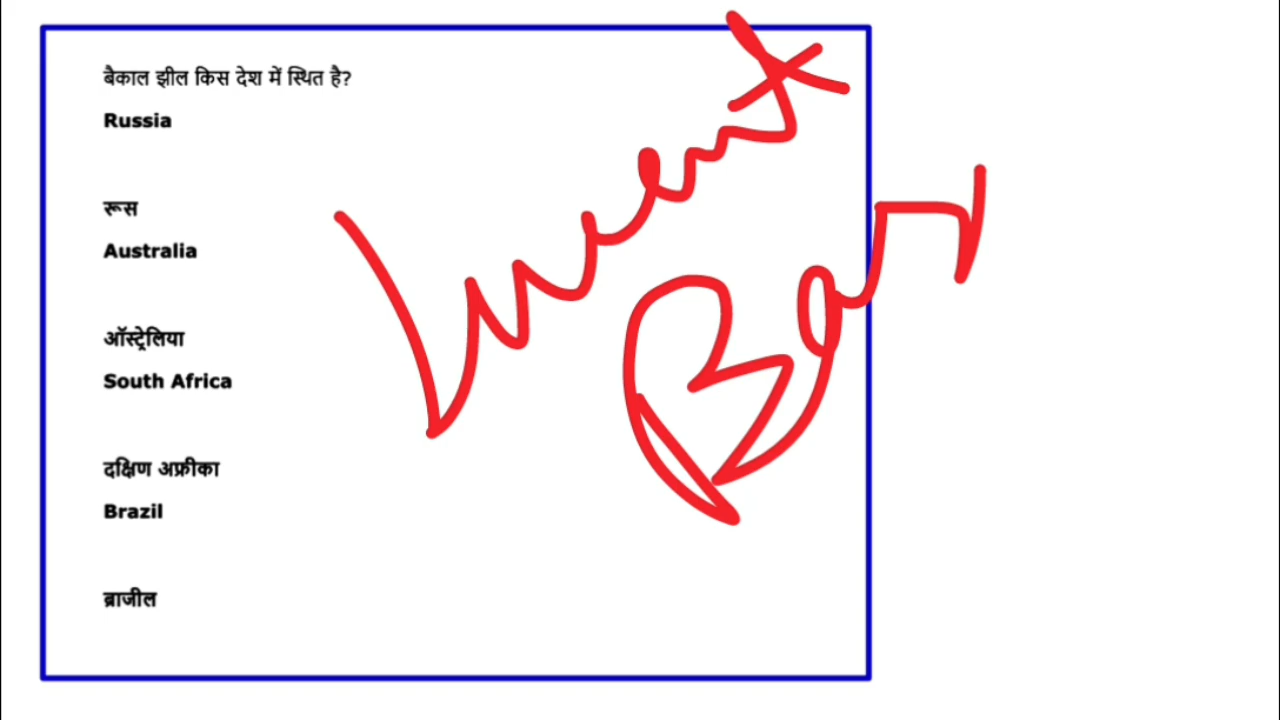 बैकाल झील किस देश में स्थित है?
Russia
रूस
Australia
ऑस्ट्रेलिया
South Africa
दक्षिण अफ्रीका
Brazil
ब्राजील